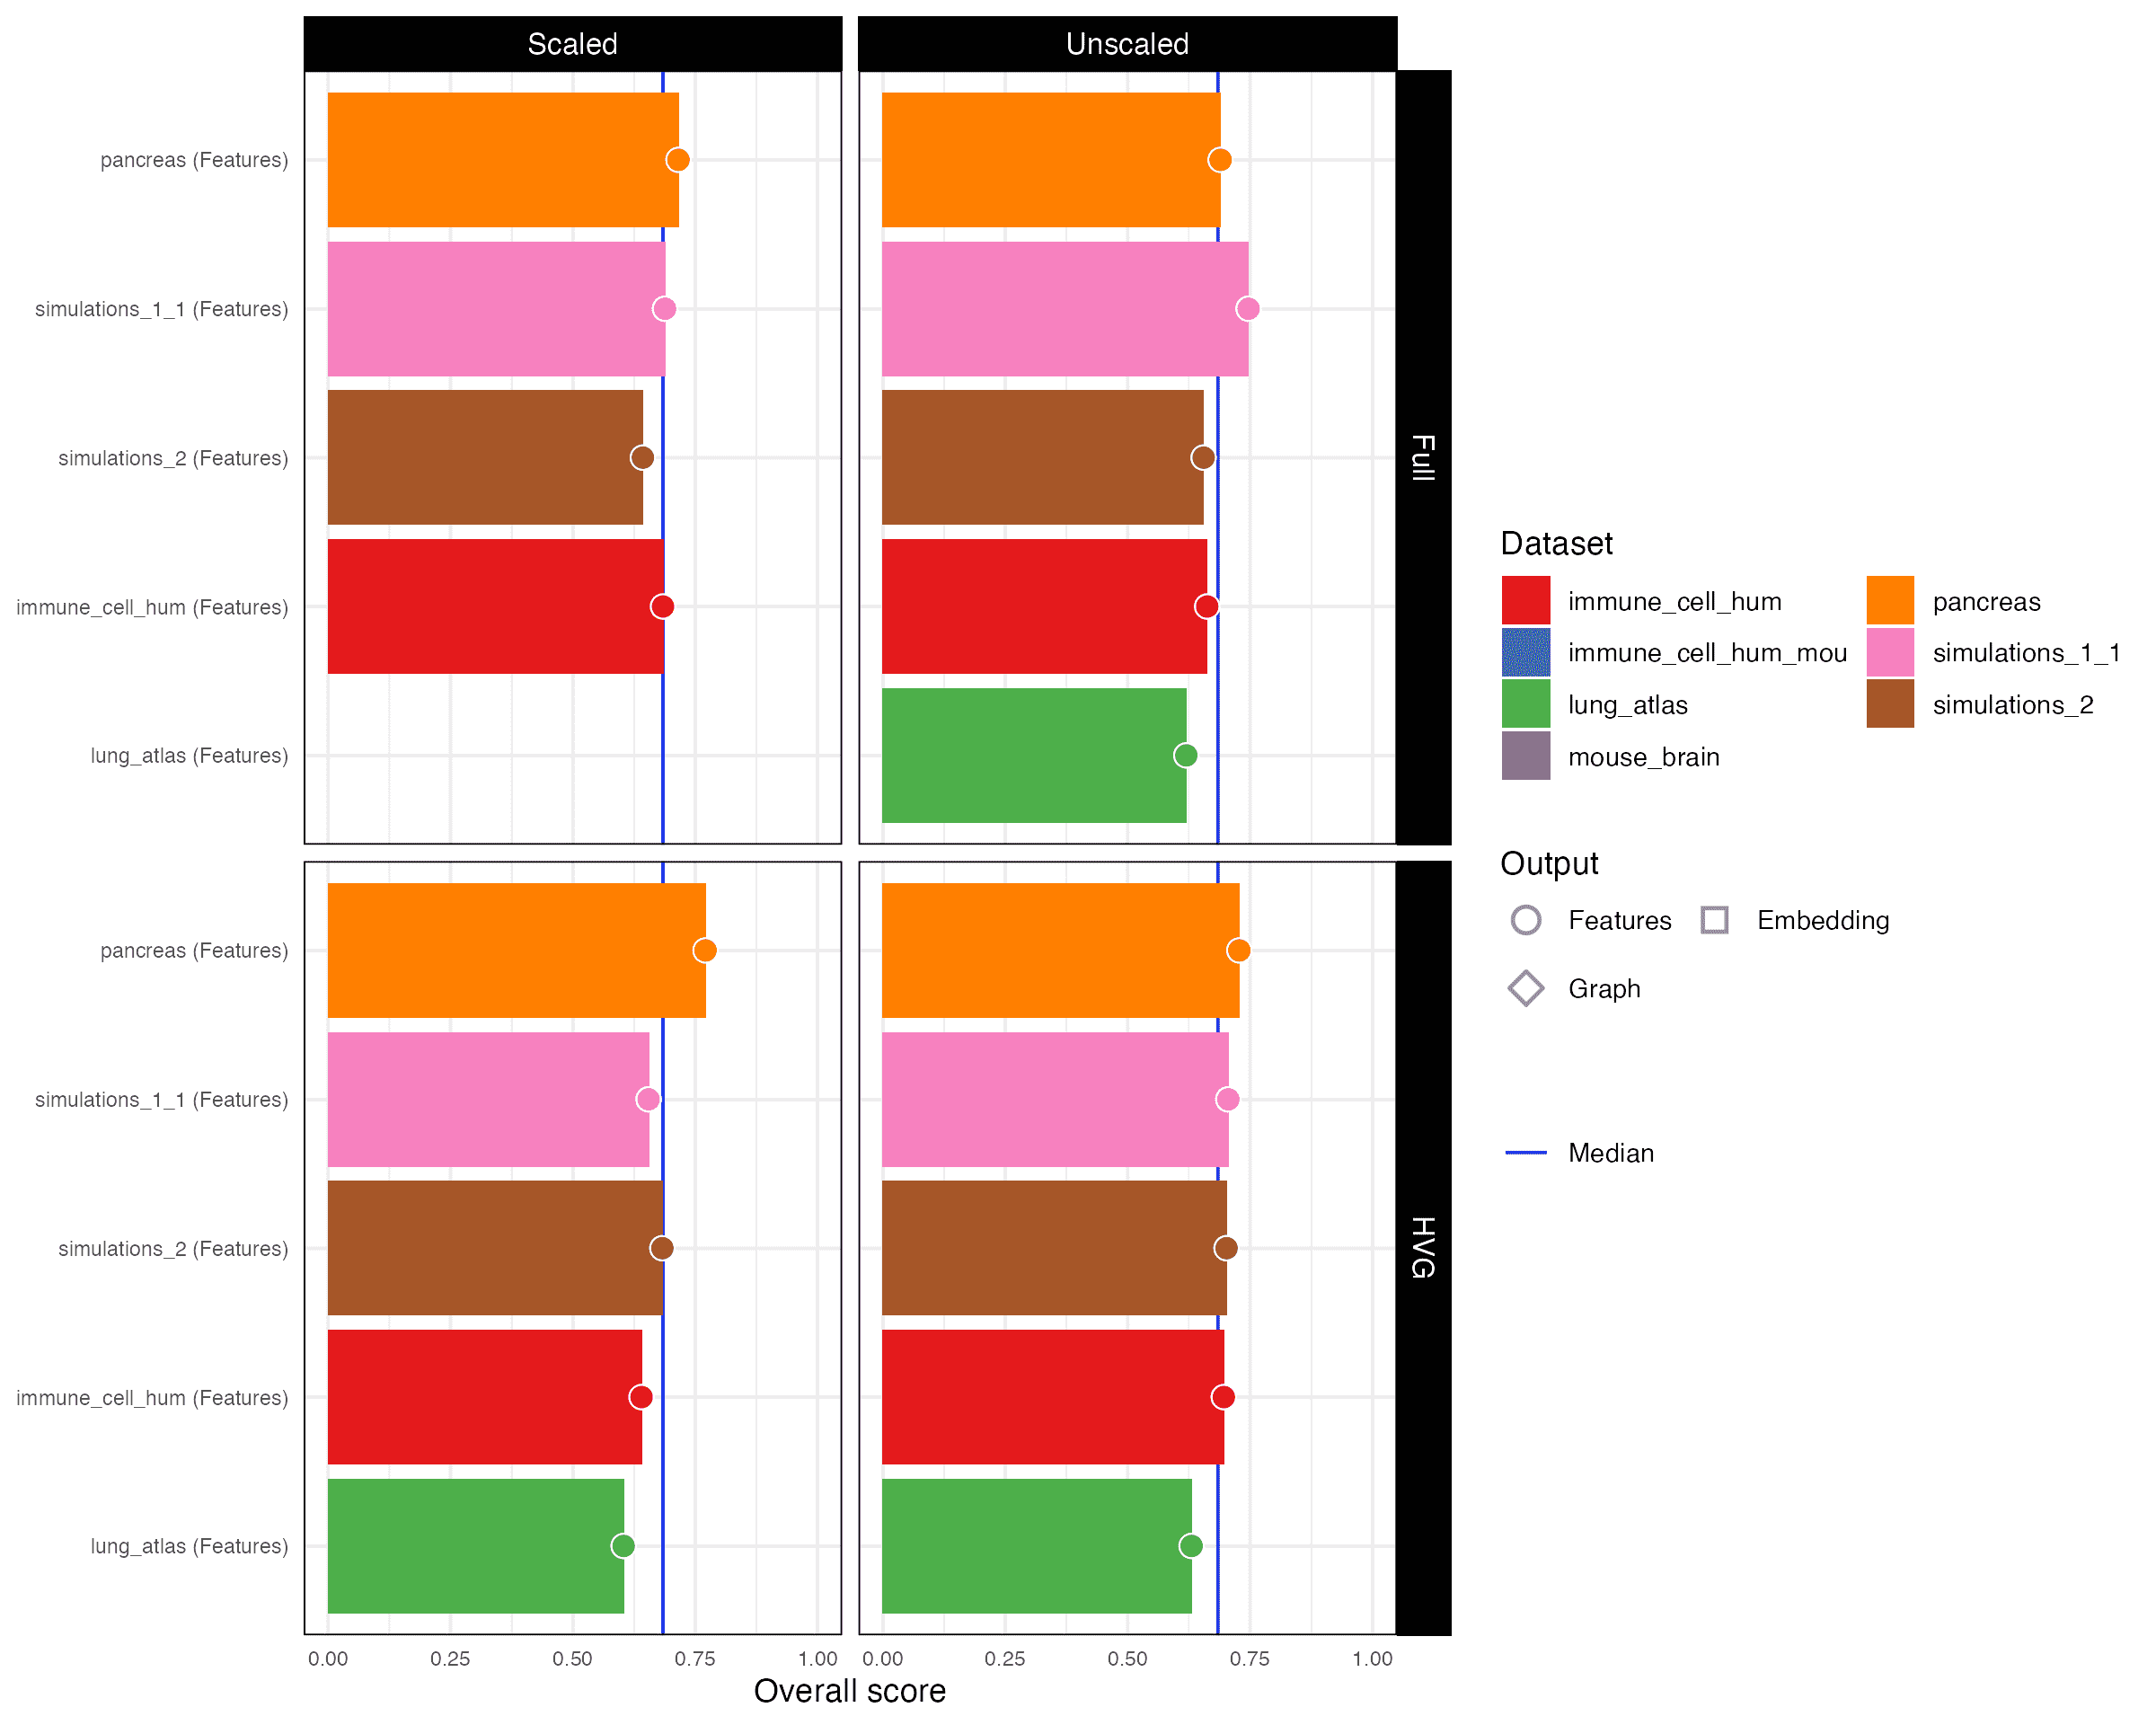 Scaled
Unscaled
pancreas (Features)
simulations_1_1 (Features)
simulations_2 (Features)
immune_cell_hum (Features)
lung_atlas (Features)
Full
pancreas (Features)
simulations_1_1 (Features)
simulations_2 (Features)
immune_cell_hum (Features)
lung_atlas (Features)
HVG
0.00 0.25 0.50 0.75 1.00
0.00 0.25 0.50 0.75 1.00
Overall score
Dataset
immune_cell_hum
immune_cell_hum_mou
lung_atlas
mouse_brain
pancreas
simulations_1_1
simulations_2
Output
Features
Embedding
Graph
Median